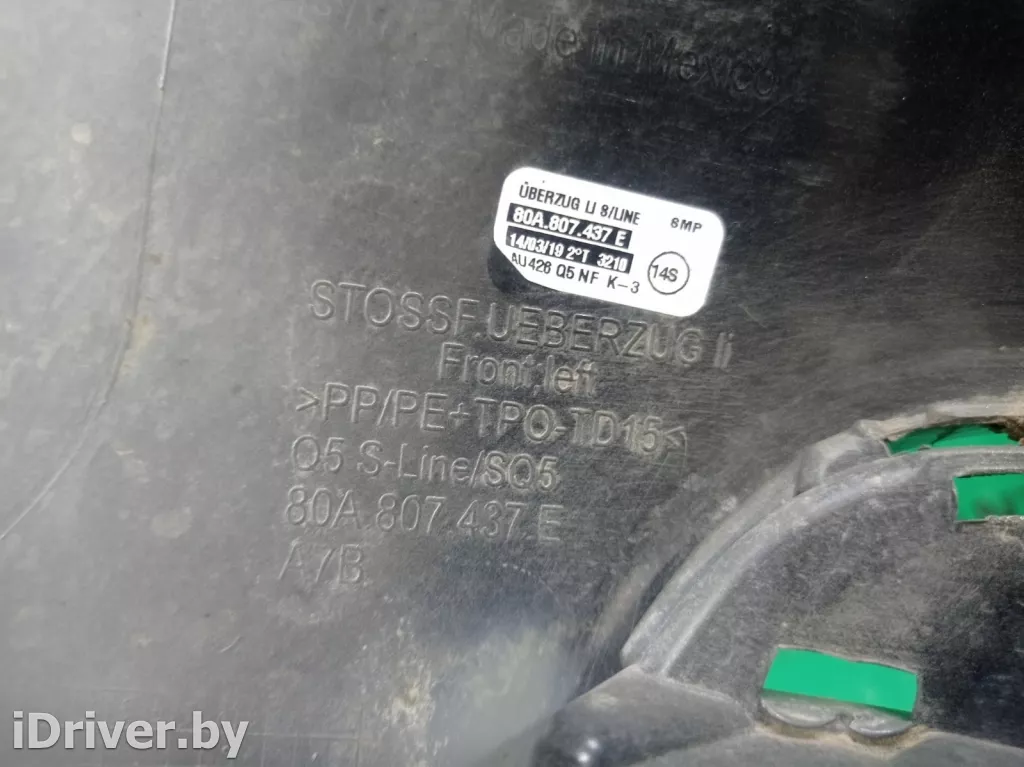 Made in Mexico
ÜBERZUG LI S/LINE 6MP
80A.807.437 E
14/03/19 2°T 3210
AU426 Q5 NF K-3 14S
STOSSF UEBERZUG li
Front left
>PP/PE+TPO-TD15<
Q5 S-Line/SQ5
80A.807.437.E
A7B
iDriver.by